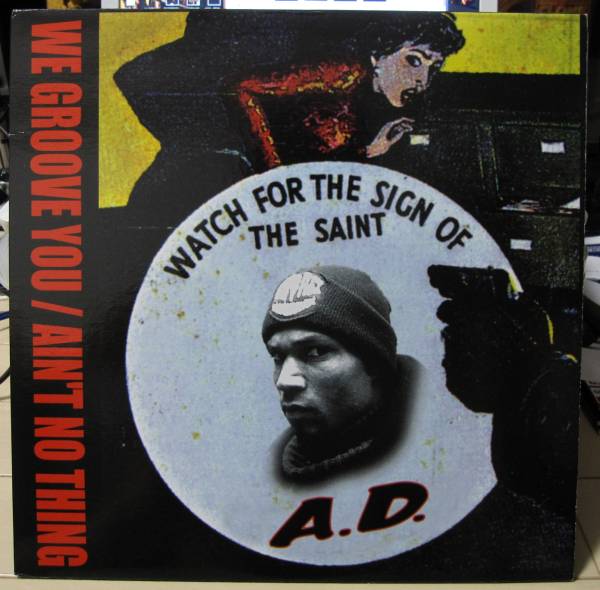 WE GROOVE YOU / AIN'T NO THING
WATCH FOR THE SIGN OF
THE SAINT
A.D.